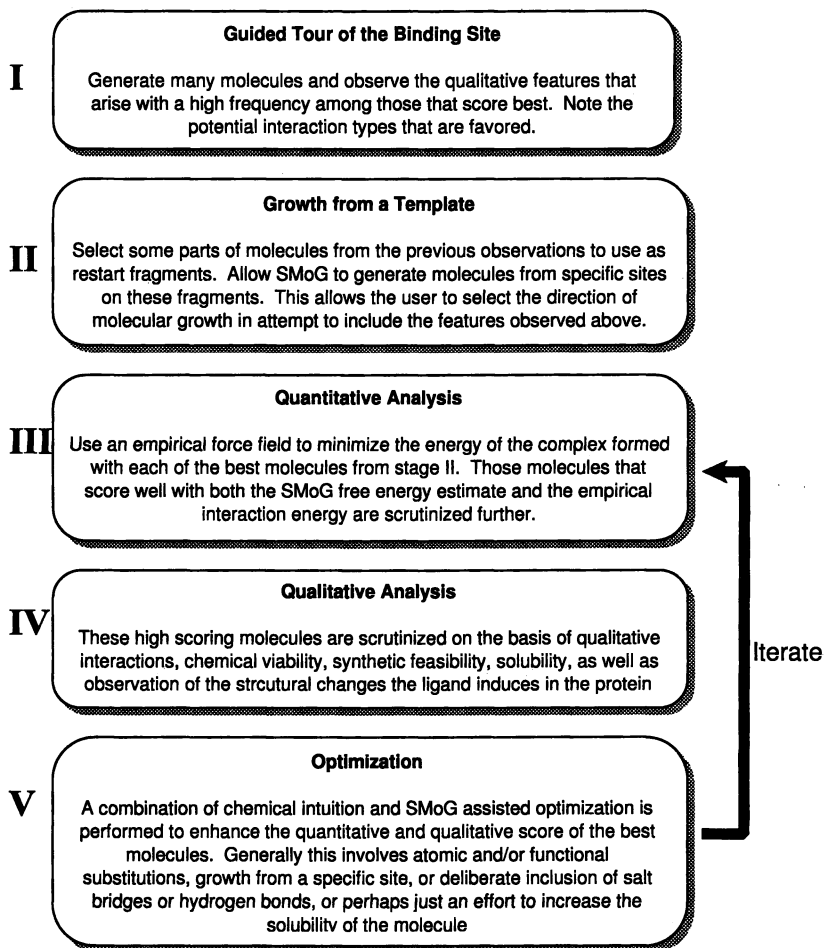 Guided Tour of the Binding Site
I
Generate many molecules and observe the qualitative features that
arise with a high frequency among those that score best. Note the
potential interaction types that are favored.
Growth from a Template
II
Select some parts of molecules from the previous observations to use as
restart fragments. Allow SMoG to generate molecules from specific sites
on these fragments. This allows the user to select the direction of
molecular growth in attempt to include the features observed above.
Quantitative Analysis
III
Use an empirical force field to minimize the energy of the complex formed
with each of the best molecules from stage II. Those molecules that
score well with both the SMoG free energy estimate and the empirical
interaction energy are scrutinized further.
Qualitative Analysis
IV
These high scoring molecules are scrutinized on the basis of qualitative
interactions, chemical viability, synthetic feasibility, solubility, as well as
observation of the strcutural changes the ligand induces in the protein
Iterate
Optimization
V
A combination of chemical intuition and SMoG assisted optimization is
performed to enhance the quantitative and qualitative score of the best
molecules. Generally this involves atomic and/or functional
substitutions, growth from a specific site, or deliberate inclusion of salt
bridges or hydrogen bonds, or perhaps just an effort to increase the
solubility of the molecule